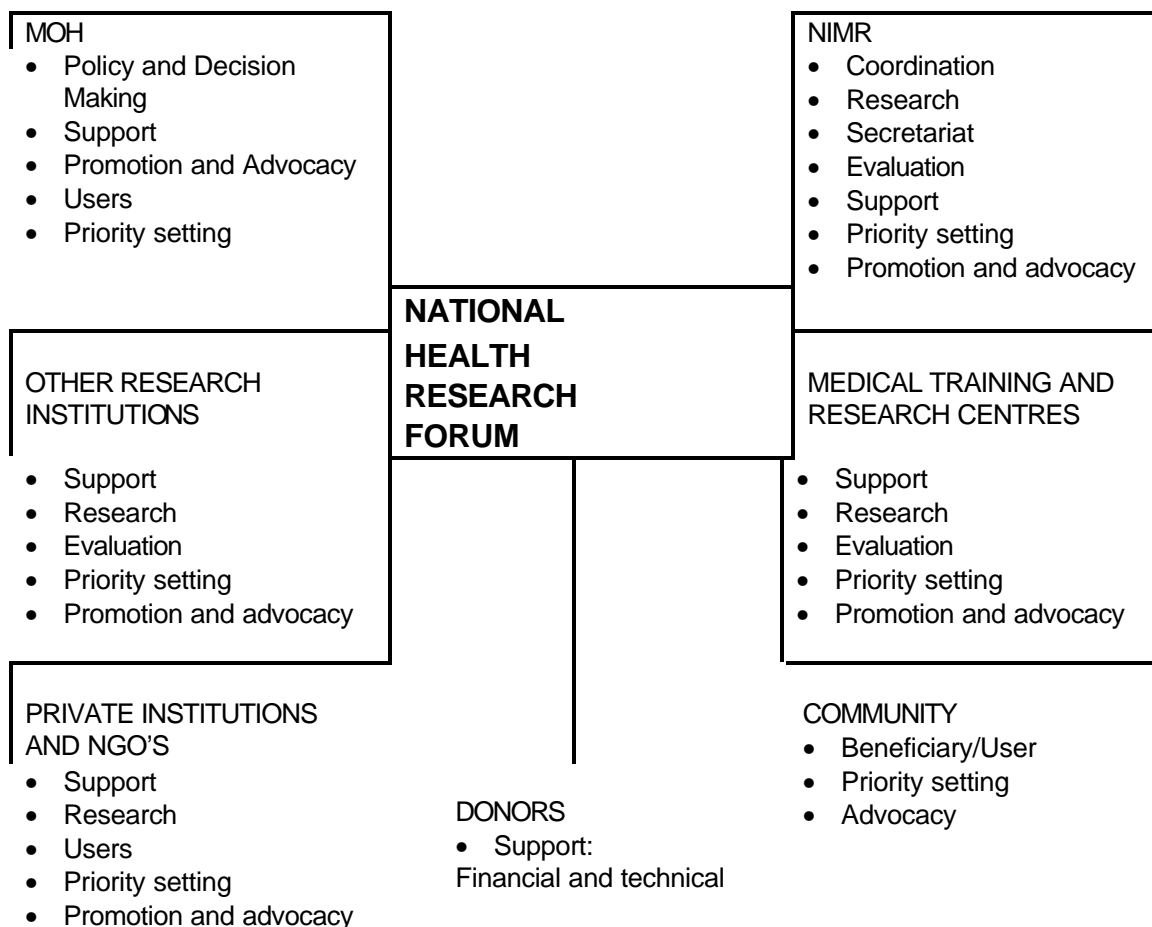 MOH
• Policy and Decision
Making
• Support
• Promotion and Advocacy
• Users
• Priority setting
NIMR
• Coordination
• Research
• Secretariat
• Evaluation
• Support
• Priority setting
• Promotion and advocacy
NATIONAL
HEALTH
RESEARCH
FORUM
OTHER RESEARCH
INSTITUTIONS
• Support
• Research
• Evaluation
• Priority setting
• Promotion and advocacy
MEDICAL TRAINING AND
RESEARCH CENTRES
• Support
• Research
• Evaluation
• Priority setting
• Promotion and advocacy
PRIVATE INSTITUTIONS
AND NGO'S
• Support
• Research
• Users
• Priority setting
• Promotion and advocacy
DONORS
• Support:
Financial and technical
COMMUNITY
• Beneficiary/User
• Priority setting
• Advocacy